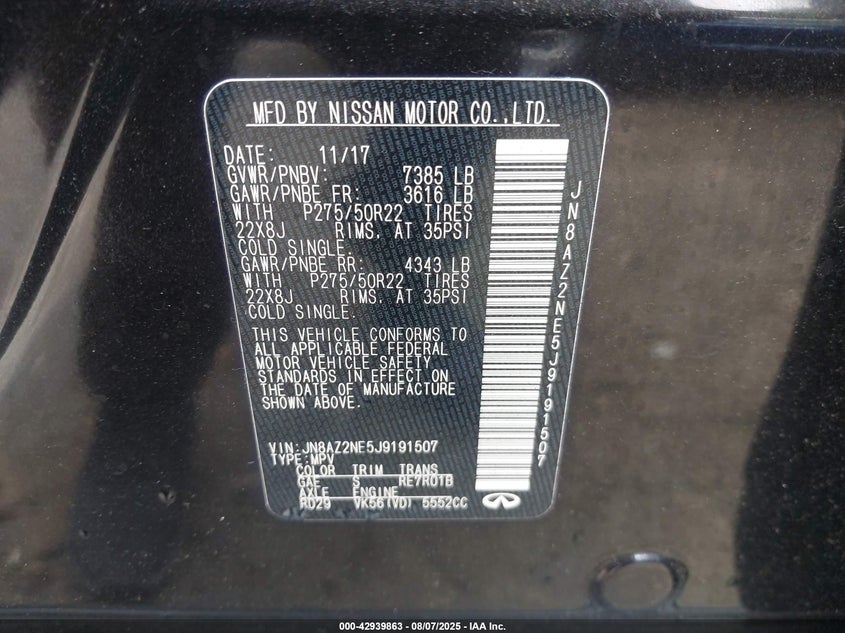 MFD BY NISSAN MOTOR CO.,LTD.
DATE: 11/17
GVWR/PNBV: 7385 LB
GAWR/PNBE FR: 3616 LB
WITH P275/50R22 TIRES
22X8J RIMS, AT 35PSI
COLD SINGLE.
GAWR/PNBE RR: 4343 LB
WITH P275/50R22 TIRES
22X8J RIMS, AT 35PSI
COLD SINGLE.
THIS VEHICLE CONFORMS TO
ALL APPLICABLE FEDERAL
MOTOR VEHICLE SAFETY
STANDARDS IN EFFECT ON
THE DATE OF MANUFACTURE
SHOWN ABOVE.
VIN:JN8AZ2NE5J9191507
TYPE:MPV
COLOR TRIM TRANS
GAE S RE7R01B
AXLE ENGINE
RD29 VK56(VD) 5552CC
JN8AZ2NE5J9191507
000-42939863 - 08/07/2025 - IAA Inc.